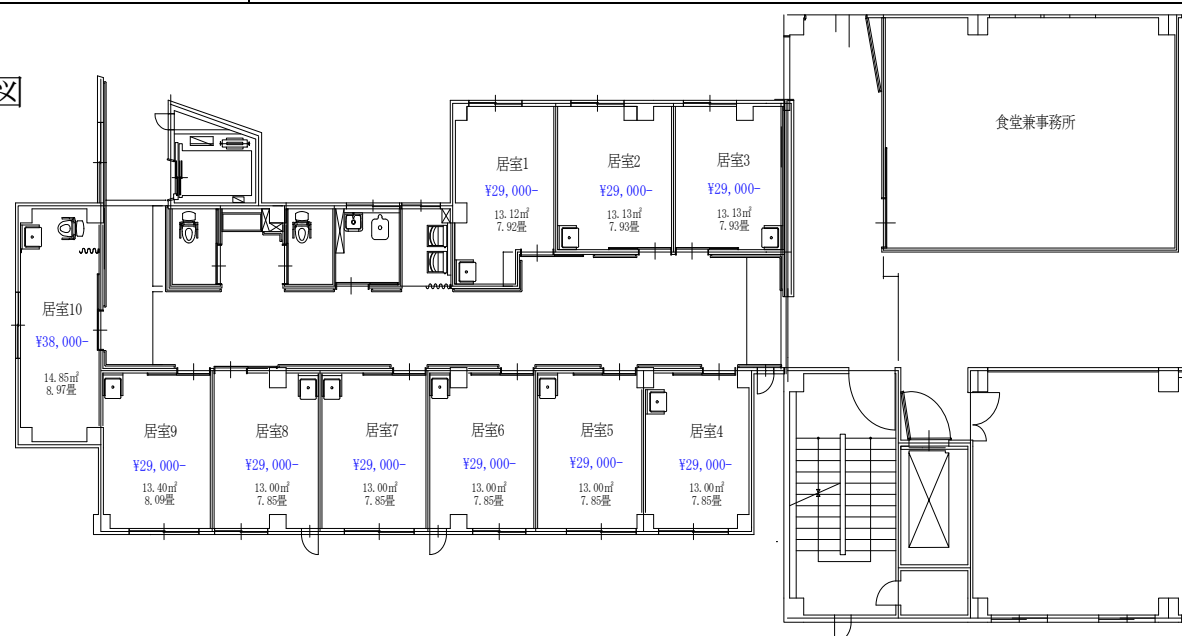 図
食堂兼事務所
居室1
¥29,000-
13.12㎡
7.92畳
居室2
¥29,000-
13.13㎡
7.93畳
居室3
¥29,000-
13.13㎡
7.93畳
居室10
¥38,000-
14.85㎡
8.97畳
居室9
¥29,000-
13.40㎡
8.09畳
居室8
¥29,000-
13.00㎡
7.85畳
居室7
¥29,000-
13.00㎡
7.85畳
居室6
¥29,000-
13.00㎡
7.85畳
居室5
¥29,000-
13.00㎡
7.85畳
居室4
¥29,000-
13.00㎡
7.85畳